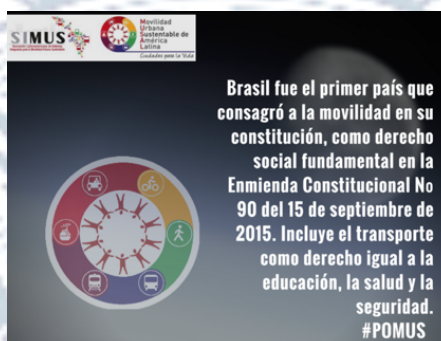 SIMUS
Movilidad
Urbana
Sustentable de
América
Latina
Ciudades para la Vida
Brasil fue el primer país que
consagró a la movilidad en su
constitución, como derecho
social fundamental en la
Enmienda Constitucional No
90 del 15 de septiembre de
2015. Incluye el transporte
como derecho igual a la
educación, la salud y la
seguridad.
#POMUS